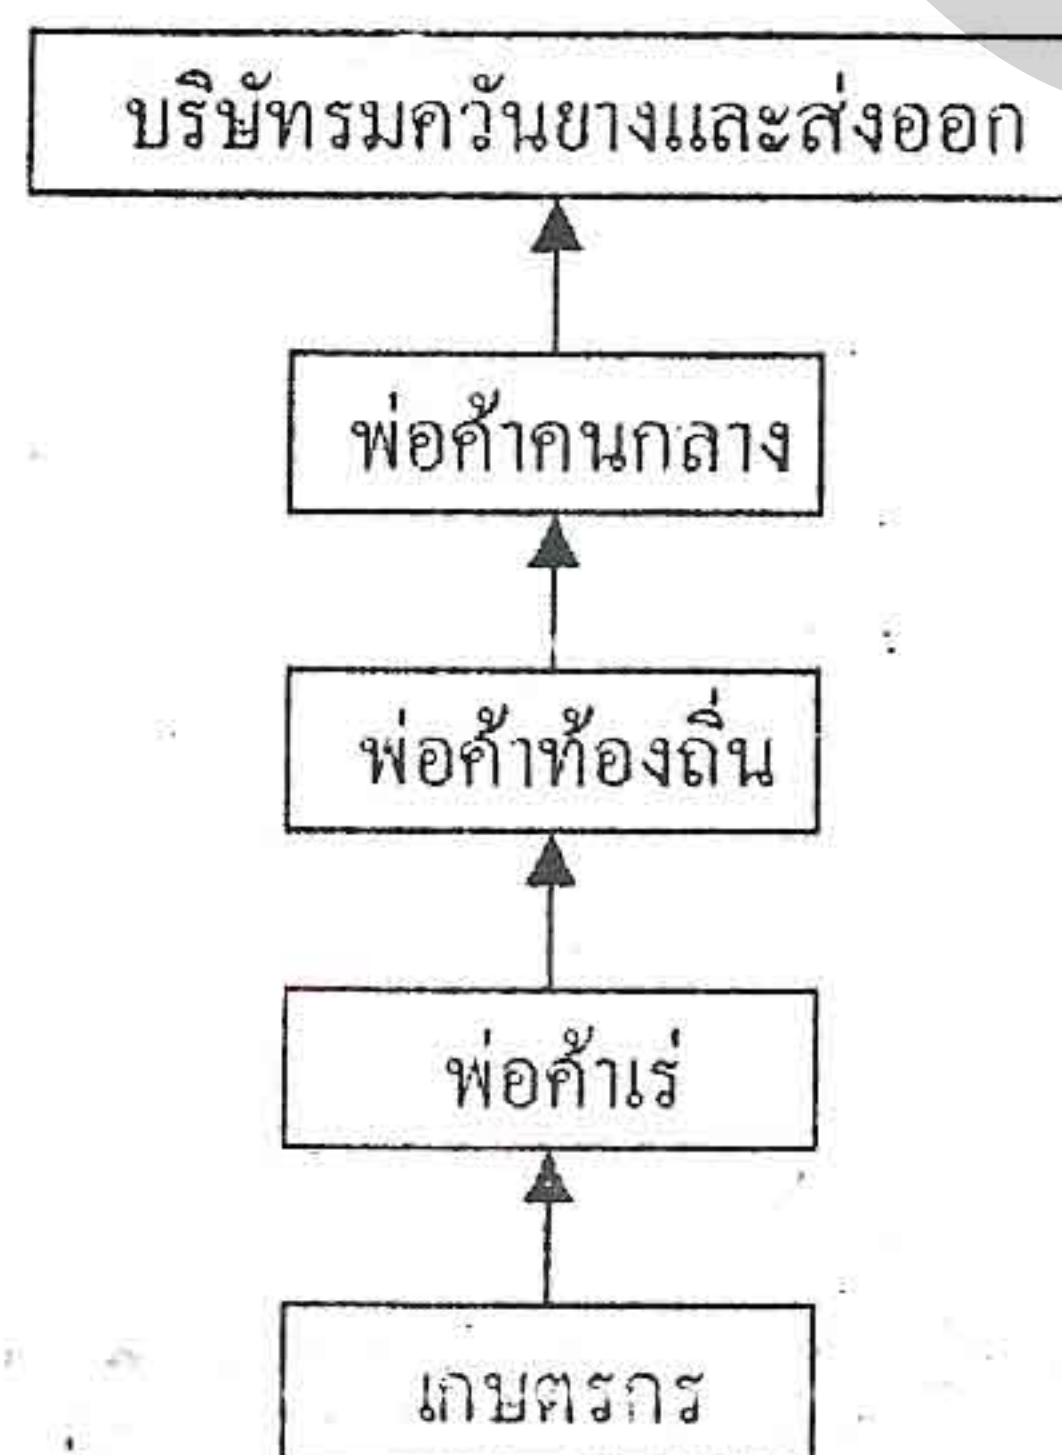 บริษัทรมควันยางและส่งออก
พ่อค้าคนกลาง
พ่อค้าท้องถิ่น
พ่อค้าเร่
เกษตรกร